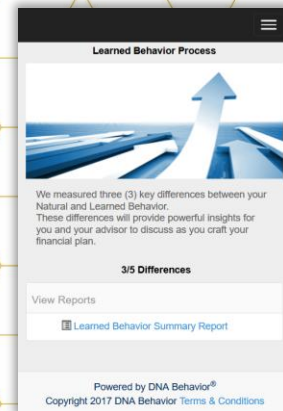 Learned Behavior Process
We measured three (3) key differences between your
Natural and Learned Behavior.
These differences will provide powerful insights for
you and your advisor to discuss as you craft your
financial plan.
3/5 Differences
View Reports
Learned Behavior Summary Report
Powered by DNA Behavior®
Copyright 2017 DNA Behavior Terms & Conditions